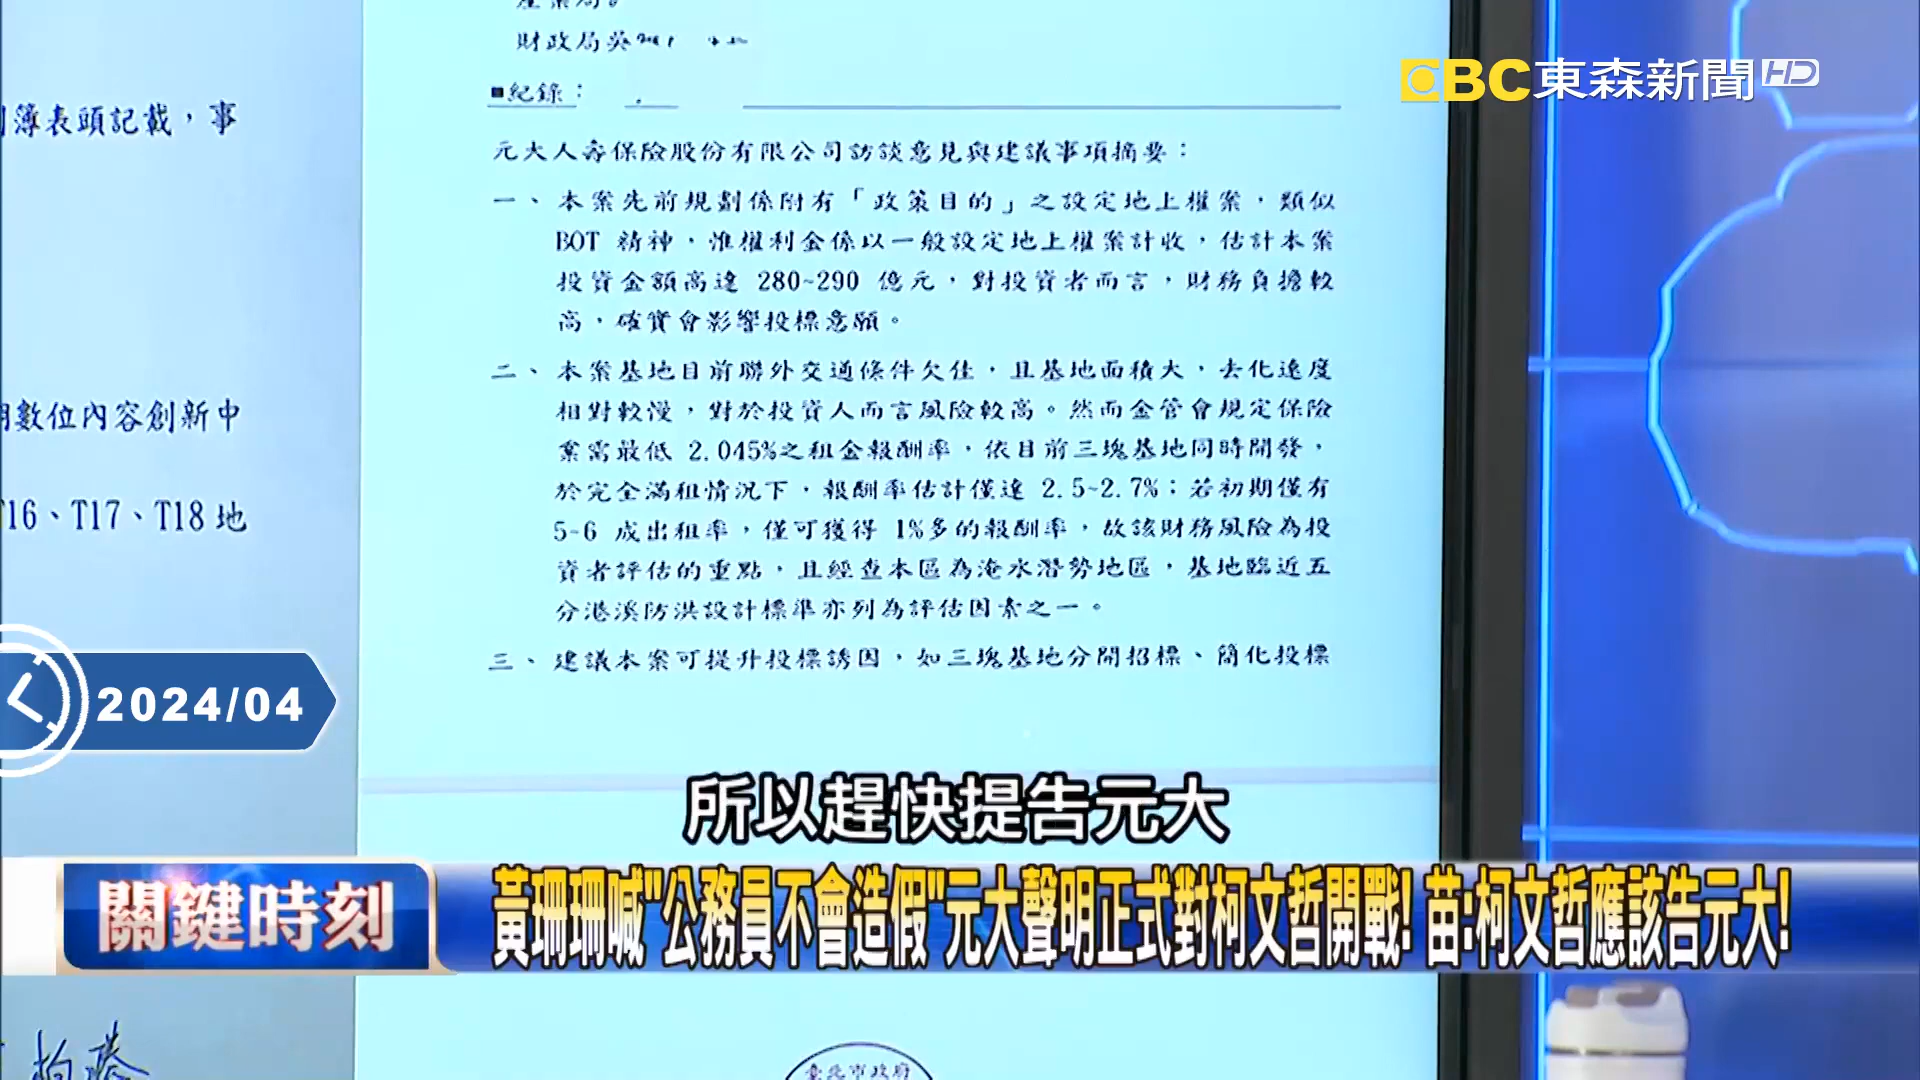 產業局
財政局吳
EBC東森新聞HD
■紀錄：
簿表頭記載，事
元大人壽保險股份有限公司訪談意見與建議事項摘要：
一、本案先前規劃係附有「政策目的」之設定地上權案，類似
BOT 精神，惟權利金係以一般設定地上權案計收，估計本案
投資金額高達 280~290 億元，對投資者而言，財務負擔較
高，確實會影響投標意願。
二、本案基地目前聯外交通條件欠佳，且基地面積大，去化速度
相對較慢，對於投資人而言風險較高。然而金管會規定保險
業需最低 2.045%之租金報酬率，依目前三塊基地同時開發，
於完全滿租情況下，報酬率估計僅達 2.5~2.7%；若初期僅有
5~6 成出租率，僅可獲得 1%多的報酬率，故該財務風險為投
資者評估的重點，且經查本區為淹水潛勢地區，基地臨近五
分港溪防洪設計標準亦列為評估因素之一。
三、建議本案可提升投標誘因，如三塊基地分開招標、簡化投標
數位內容創新中
T16、T17、T18地
2024/04
所以趕快提告元大
關鍵時刻
黃珊珊喊"公務員不會造假"元大聲明正式對柯文哲開戰! 苗:柯文哲應該告元大!
臺北市政府